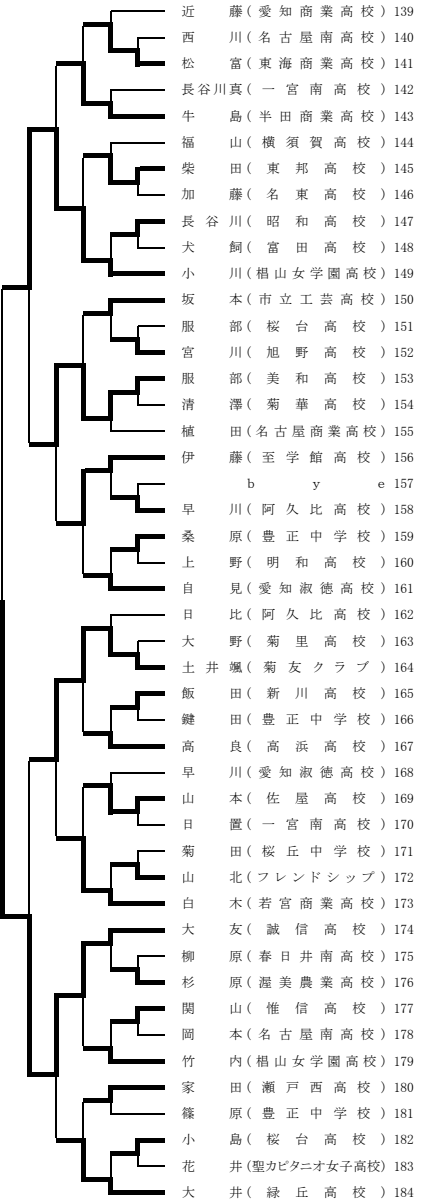 近藤(愛知商業高校) 139
西川(名古屋南高校) 140
松冨(東海商業高校) 141
長谷川真(一宮南高校) 142
牛島(半田商業高校) 143
福山(横須賀高校) 144
柴田(東邦高校) 145
加藤(名東高校) 146
長谷川(昭和高校) 147
犬飼(富田高校) 148
小川(椙山女学園高校) 149
坂本(市立工芸高校) 150
服部(桜台高校) 151
宮川(旭野高校) 152
服部(美和高校) 153
清澤(菊華高校) 154
植田(名古屋商業高校) 155
伊藤(至学館高校) 156
bye 157
早川(阿久比高校) 158
桑原(豊正中学校) 159
上野(明和高校) 160
自見(愛知淑徳高校) 161
日比(阿久比高校) 162
大野(菊里高校) 163
土井颯(菊友クラブ) 164
飯田(新川高校) 165
鍵田(豊正中学校) 166
高良(高浜高校) 167
早川(愛知淑徳高校) 168
山本(佐屋高校) 169
日置(一宮南高校) 170
菊田(桜丘中学校) 171
山北(フレンドシップ) 172
白木(若宮商業高校) 173
大友(誠信高校) 174
柳原(春日井南高校) 175
杉原(渥美農業高校) 176
関山(惟信高校) 177
岡本(名古屋南高校) 178
竹内(椙山女学園高校) 179
家田(瀬戸西高校) 180
篠原(豊正中学校) 181
小島(桜台高校) 182
花井(聖カピタニオ女子高校) 183
大井(緑丘高校) 184